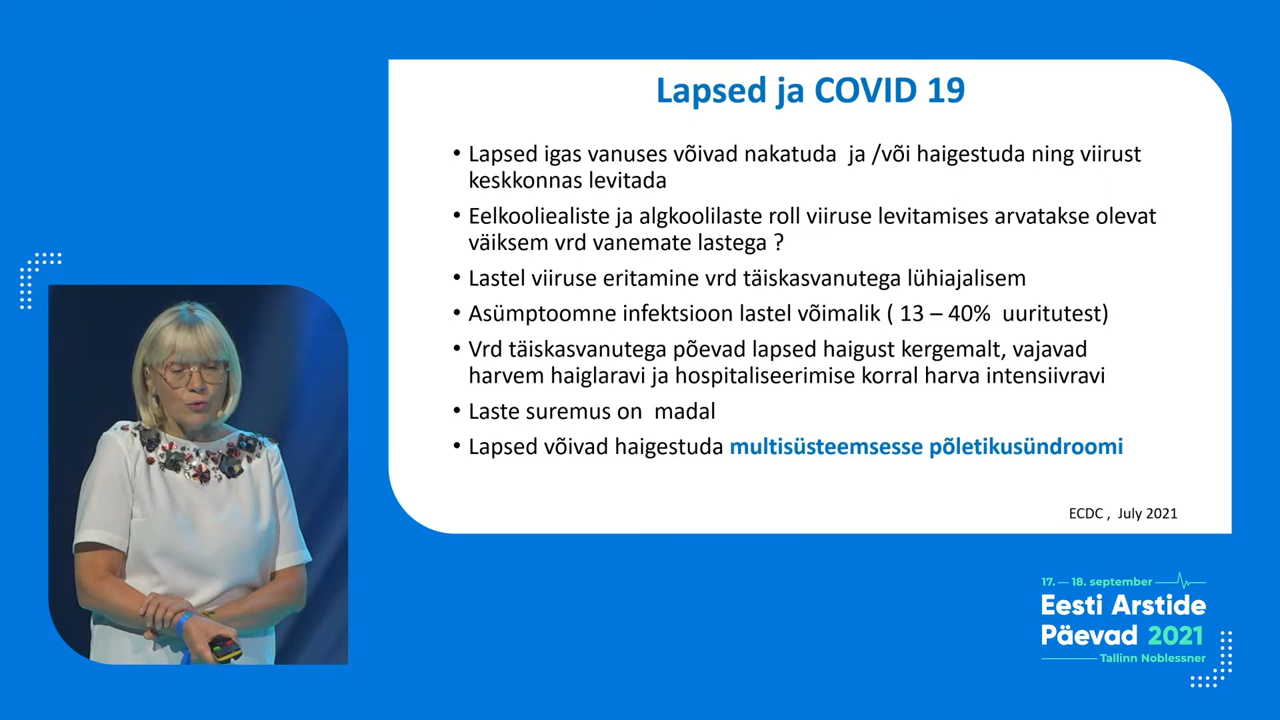 Lapsed ja COVID 19
• Lapsed igas vanuses võivad nakatuda ja /või haigestuda ning viirust
keskkonnas levitada
• Eelkooliealiste ja algkoolilaste roll viiruse levitamises arvatakse olevat
väiksem vrd vanemate lastega ?
• Lastel viiruse eritamine vrd täiskasvanutega lühiajalisem
• Asümptoomne infektsioon lastel võimalik ( 13 – 40% uuritutest)
• Vrd täiskasvanutega põevad lapsed haigust kergemalt, vajavad
harvem haiglaravi ja hospitaliseerimise korral harva intensiivravi
• Laste suremus on madal
• Lapsed võivad haigestuda multisüsteemsesse põletikusündroomi
ECDC , July 2021
17. — 18. september
Eesti Arstide
Päevad 2021
Tallinn Noblessner